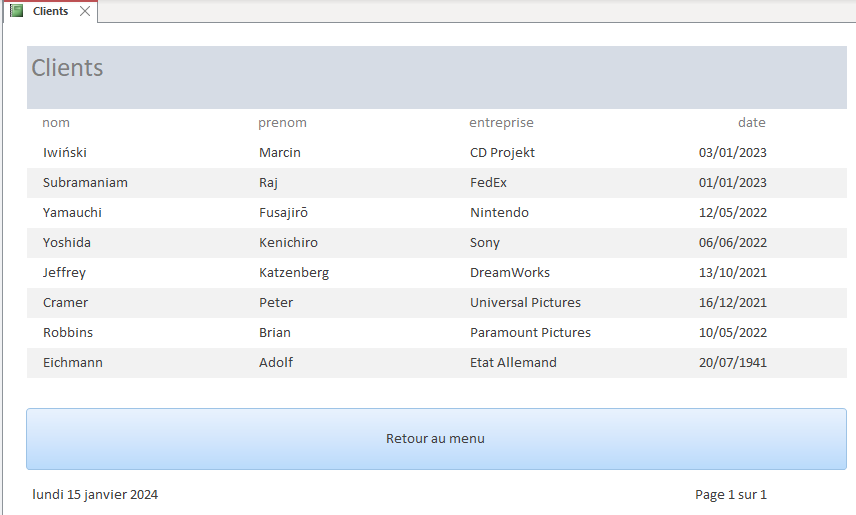 Clients
Clients
nom prenom entreprise date
Iwiński Marcin CD Projekt 03/01/2023
Subramaniam Raj FedEx 01/01/2023
Yamauchi Fusajirō Nintendo 12/05/2022
Yoshida Kenichiro Sony 06/06/2022
Jeffrey Katzenberg DreamWorks 13/10/2021
Cramer Peter Universal Pictures 16/12/2021
Robbins Brian Paramount Pictures 10/05/2022
Eichmann Adolf Etat Allemand 20/07/1941
Retour au menu
lundi 15 janvier 2024 Page 1 sur 1